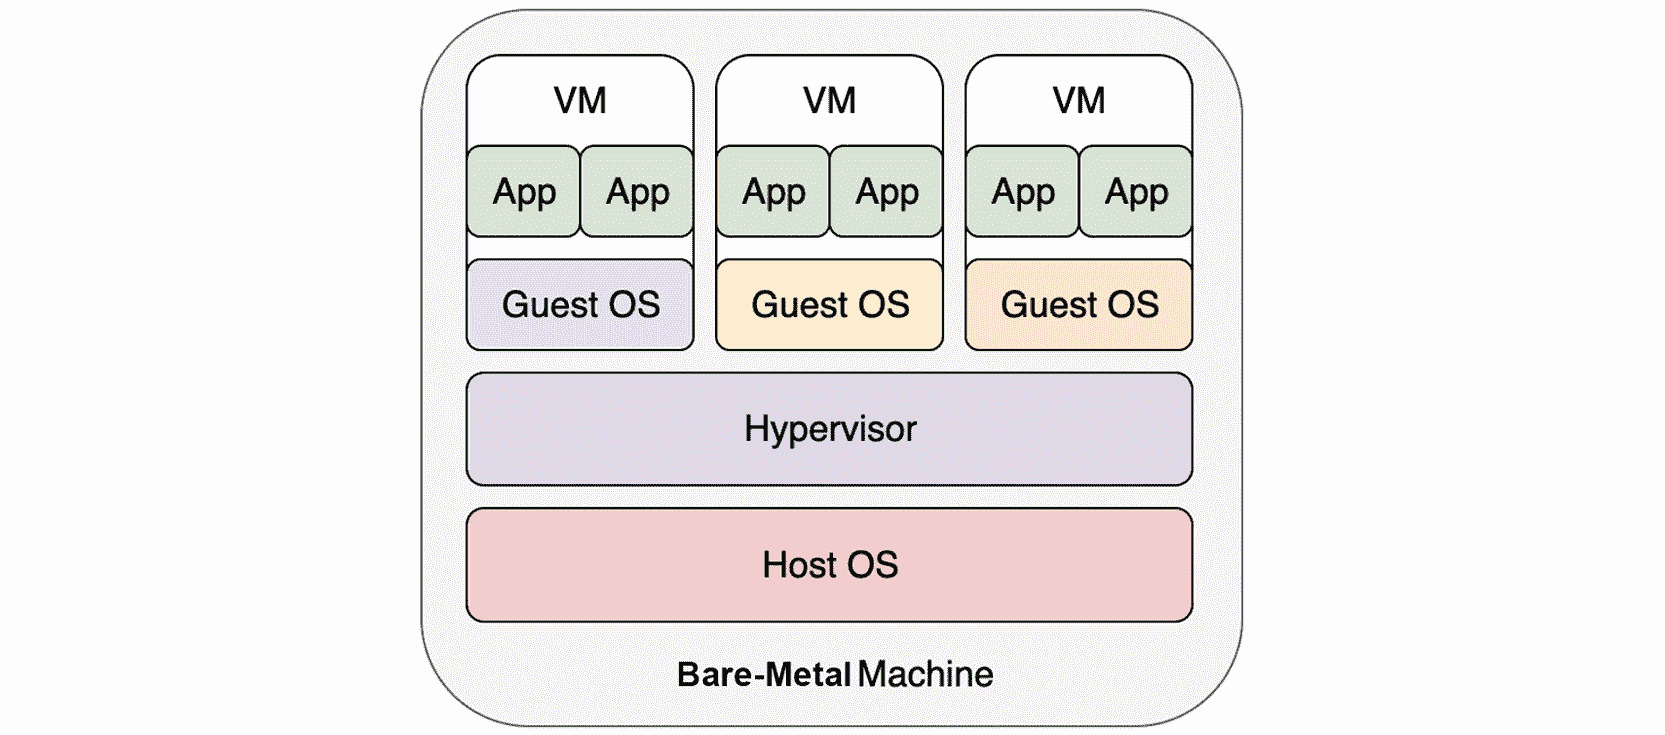 VM VM VM
App App App App App App
Guest OS Guest OS Guest OS
Hypervisor
Host OS
Bare-Metal Machine